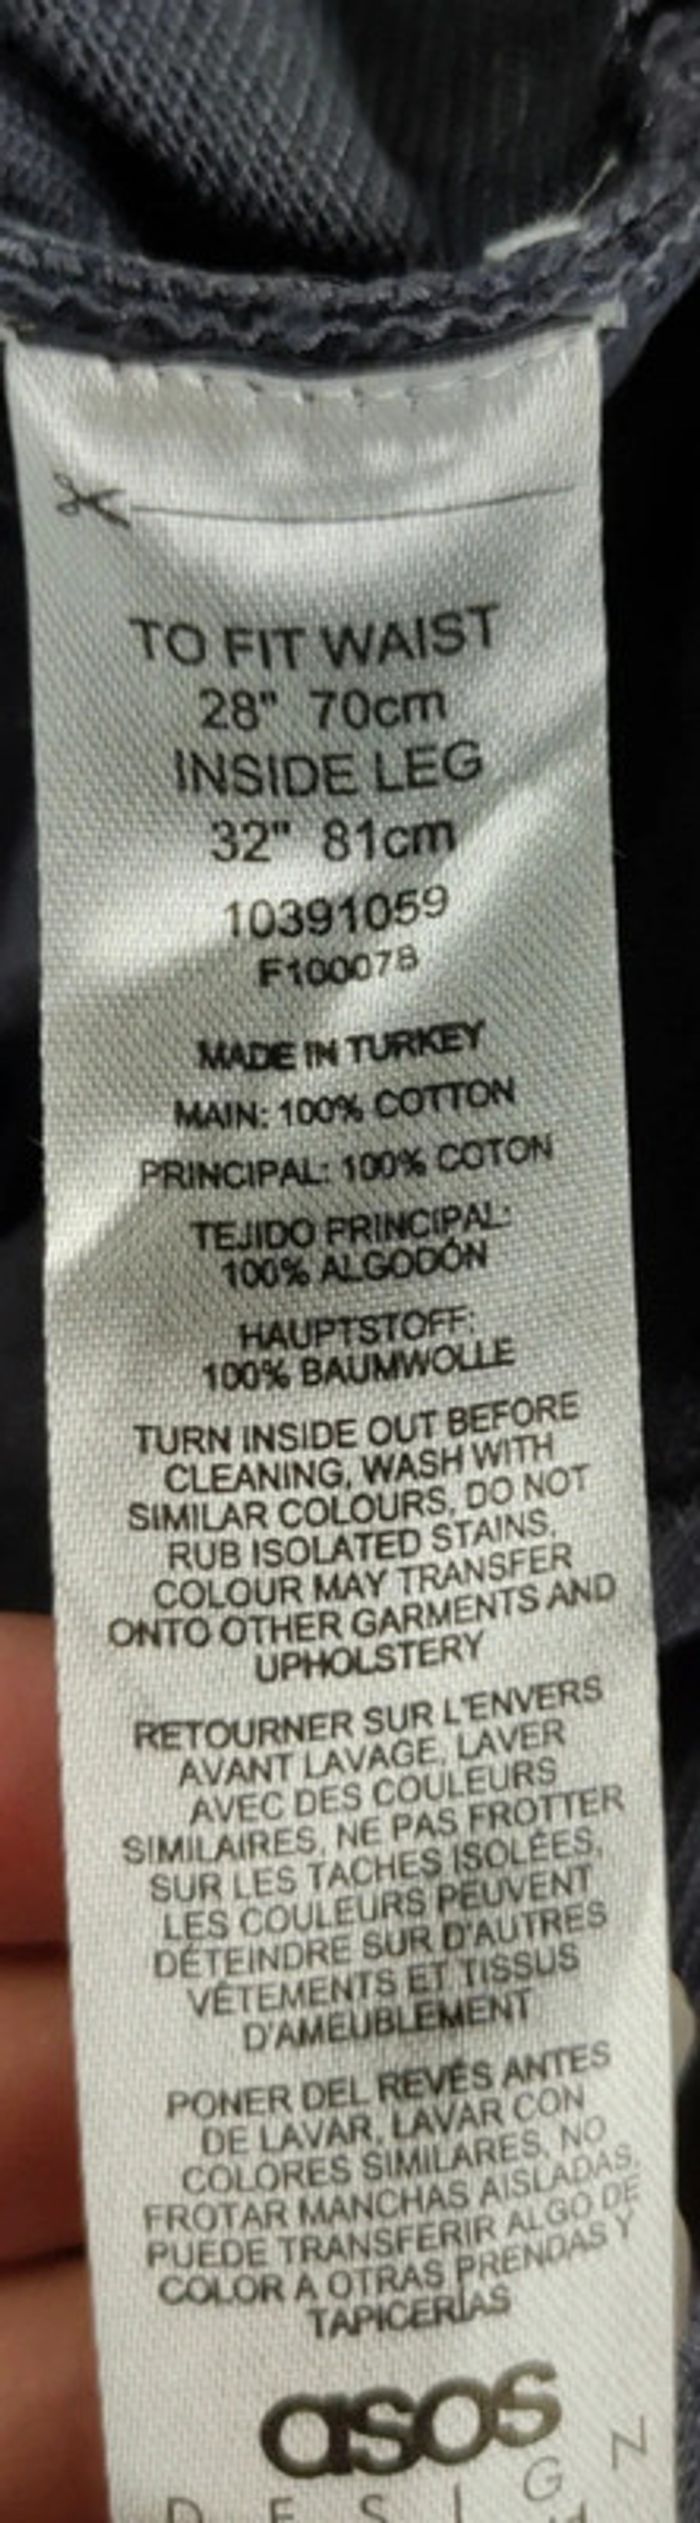 TO FIT WAIST
28" 70cm
INSIDE LEG
32" 81cm
10391059
F100078
MADE IN TURKEY
MAIN: 100% COTTON
PRINCIPAL: 100% COTON
TEJIDO PRINCIPAL:
100% ALGODÓN
HAUPTSTOFF:
100% BAUMWOLLE
TURN INSIDE OUT BEFORE
CLEANING, WASH WITH
SIMILAR COLOURS, DO NOT
RUB ISOLATED STAINS,
COLOUR MAY TRANSFER
ONTO OTHER GARMENTS AND
UPHOLSTERY
RETOURNER SUR L'ENVERS
AVANT LAVAGE, LAVER
AVEC DES COULEURS
SIMILAIRES, NE PAS FROTTER
SUR LES TACHES ISOLÉES,
LES COULEURS PEUVENT
DÉTEINDRE SUR D'AUTRES
VÊTEMENTS ET TISSUS
D'AMEUBLEMENT
PONER DEL REVÉS ANTES
DE LAVAR, LAVAR CON
COLORES SIMILARES, NO
FROTAR MANCHAS AISLADAS,
PUEDE TRANSFERIR ALGO DE
COLOR A OTRAS PRENDAS Y
TAPICERÍAS
asos
DESIGN